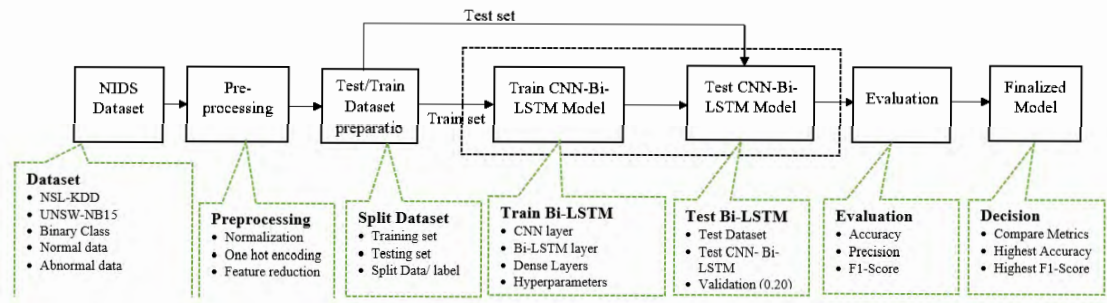 Test set
NIDS
Dataset
Pre-
processing
Test/Train
Dataset
preparatio
Train set
Train CNN-Bi-
LSTM Model
Test CNN-Bi-
LSTM Model
Evaluation
Finalized
Model
Dataset
• NSL-KDD
• UNSW-NB15
• Binary Class
• Normal data
• Abnormal data
Preprocessing
• Normalization
• One hot encoding
• Feature reduction
Split Dataset
• Training set
• Testing set
• Split Data/ label
Train Bi-LSTM
• CNN layer
• Bi-LSTM layer
• Dense Layers
• Hyperparameters
Test Bi-LSTM
• Test Dataset
• Test CNN- Bi-
LSTM
• Validation (0.20)
Evaluation
• Accuracy
• Precision
• F1-Score
Decision
• Compare Metrics
• Highest Accuracy
• Highest F1-Score